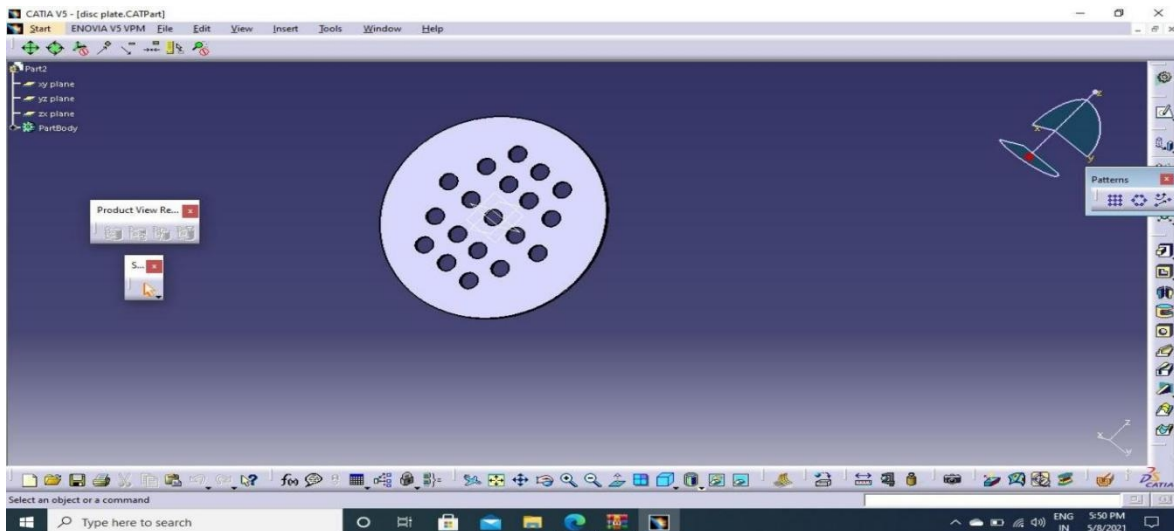 CATIA V5 - [disc plate.CATPart]
Start ENOVIA V5 VPM File Edit View Insert Tools Window Help
Part2
xy plane
yz plane
zx plane
PartBody
z
x
y
Patterns
Product View Re...
S...
z
x
y
f(x)
CATIA
Select an object or a command
Type here to search
ENG
IN
5:50 PM
5/8/2021